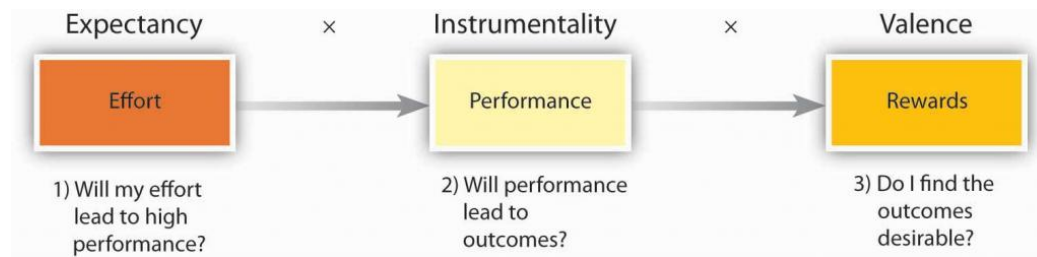 Expectancy × Instrumentality × Valence
Effort
Performance
Rewards
1) Will my effort
lead to high
performance?
2) Will performance
lead to
outcomes?
3) Do I find the
outcomes
desirable?